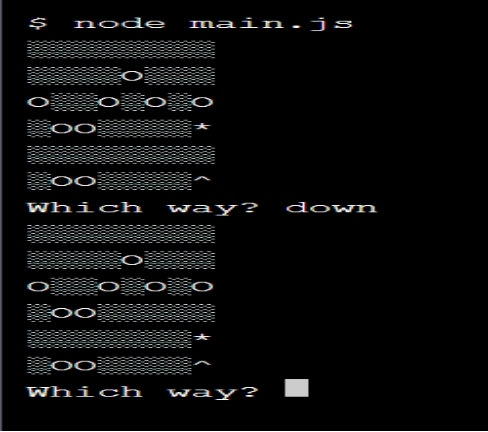 $ node main.js
░░░░░░░░
░░░░o░░░
o░░o░o░o
░oo░░░░*
░░░░░░░░
░oo░░░░^
Which way? down
░░░░░░░░
░░░░o░░░
o░░o░o░o
░oo░░░░░
░░░░░░░*
░oo░░░░^
Which way?